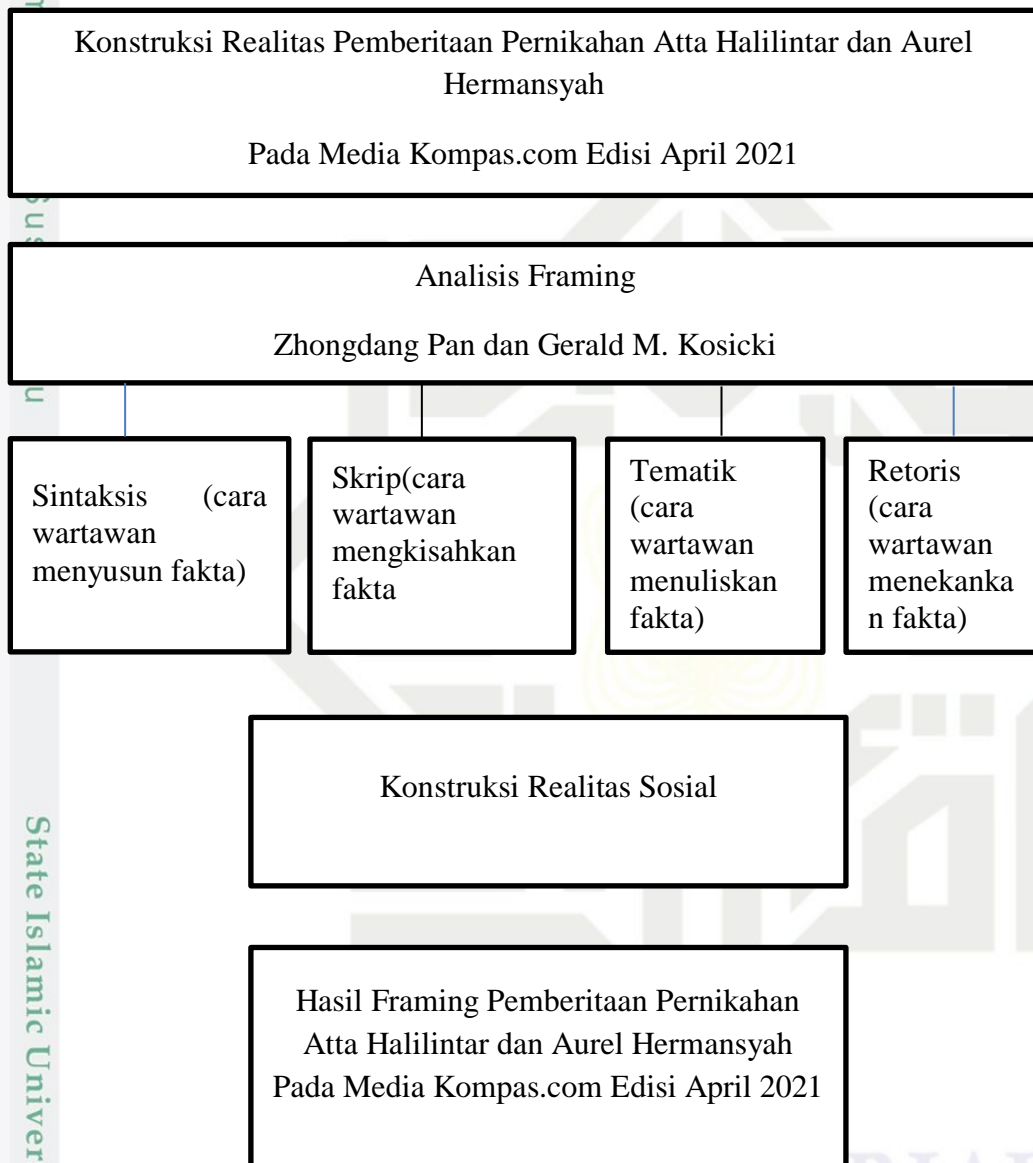 Konstruksi Realitas Pemberitaan Pernikahan Atta Halilintar dan Aurel
Hermansyah
Pada Media Kompas.com Edisi April 2021
Analisis Framing
Zhongdang Pan dan Gerald M. Kosicki
Sintaksis (cara
wartawan
menyusun fakta)
Skrip(cara
wartawan
mengkisahkan
fakta
Tematik
(cara
wartawan
menuliskan
fakta)
Retoris
(cara
wartawan
menekanka
n fakta)
Konstruksi Realitas Sosial
Hasil Framing Pemberitaan Pernikahan
Atta Halilintar dan Aurel Hermansyah
Pada Media Kompas.com Edisi April 2021
State Islamic Univer